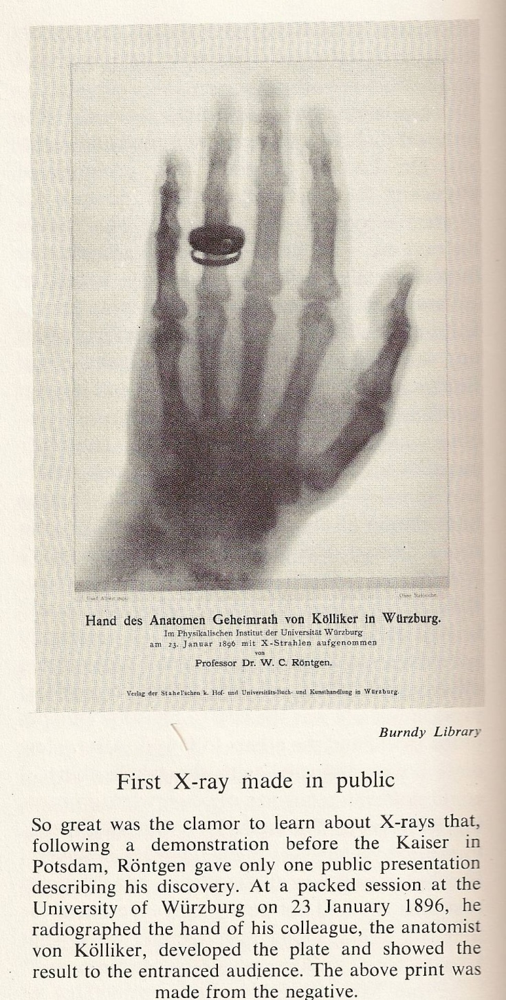 Hand des Anatomen Geheimrath von Kölliker in Würzburg.
Im Physikalischen Institut der Universität Würzburg
am 23. Januar 1896 mit X-Strahlen aufgenommen
von
Professor Dr. W. C. Röntgen.
Verlag der Stahel'schen k. Hof- und Universitäts-Buch- und Kunsthandlung in Würzburg.
Burndy Library
First X-ray made in public
So great was the clamor to learn about X-rays that,
following a demonstration before the Kaiser in
Potsdam, Röntgen gave only one public presentation
describing his discovery. At a packed session at the
University of Würzburg on 23 January 1896, he
radiographed the hand of his colleague, the anatomist
von Kölliker, developed the plate and showed the
result to the entranced audience. The above print was
made from the negative.